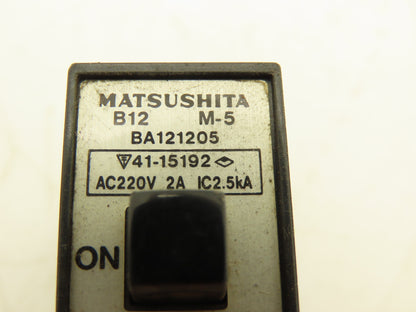 MATSUSHITA
B12 M-5
BA121205
41-15192
AC220V 2A IC2.5kA
ON